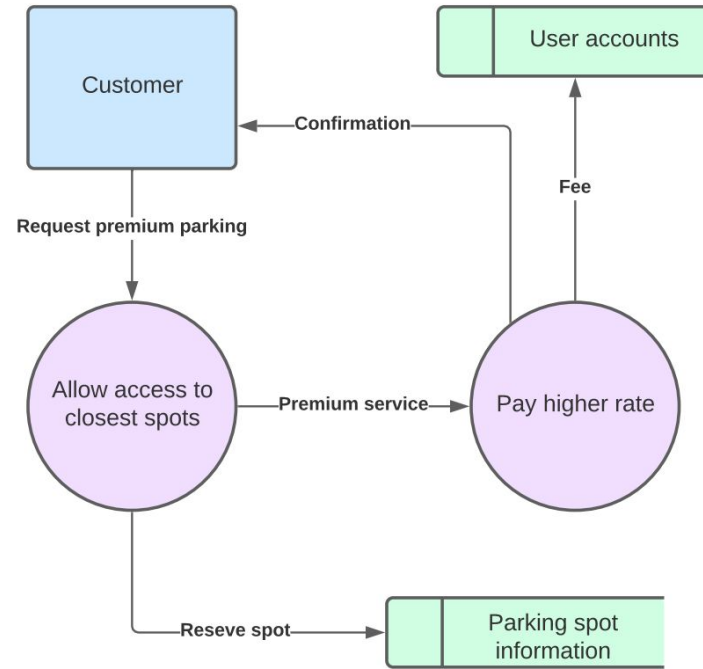 User accounts
Customer
Confirmation
Fee
Request premium parking
Allow access to
closest spots
Premium service
Pay higher rate
Reseve spot
Parking spot
information